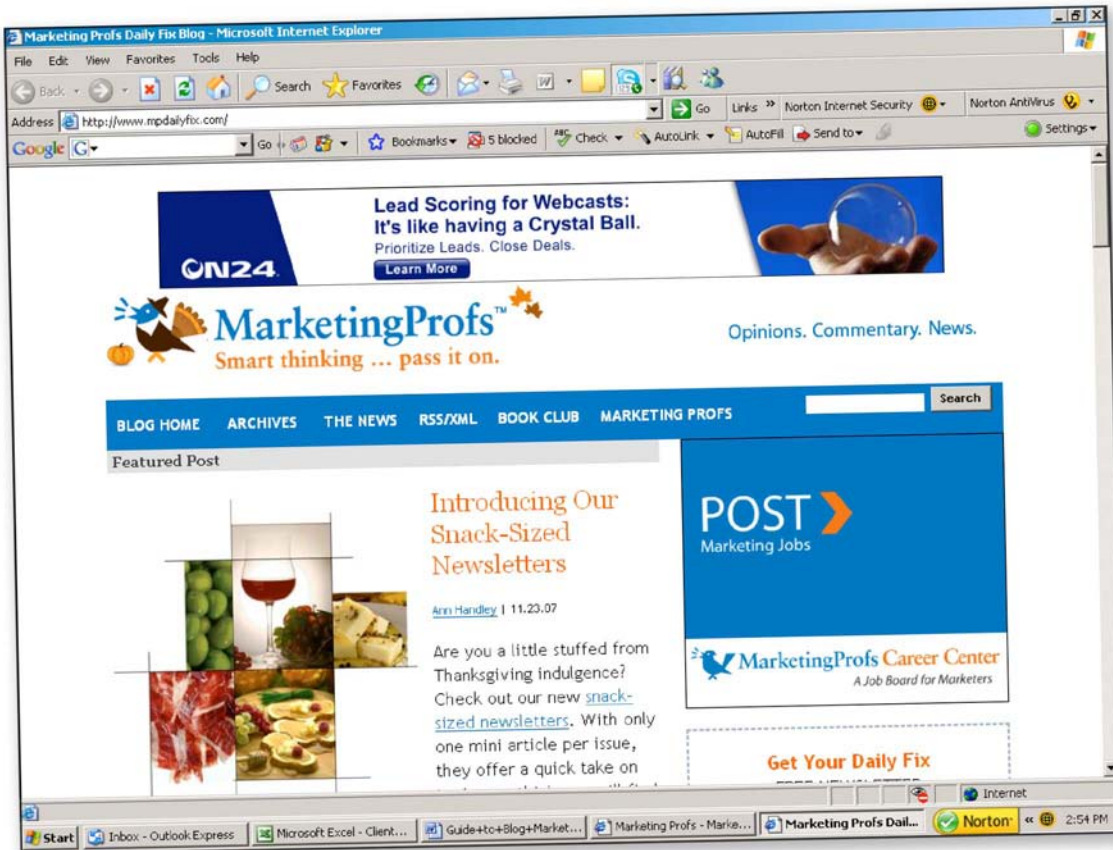 Marketing Profs Daily Fix Blog - Microsoft Internet Explorer
File Edit View Favorites Tools Help
Back Search Favorites
Address http://www.mpdailyfix.com/ Go Links » Norton Internet Security Norton AntiVirus
Google G Go Bookmarks 5 blocked ABC Check AutoLink AutoFill Send to Settings
Lead Scoring for Webcasts:
It's like having a Crystal Ball.
Prioritize Leads. Close Deals.
Learn More
ON24
MarketingProfs™
Smart thinking ... pass it on.
Opinions. Commentary. News.
BLOG HOME ARCHIVES THE NEWS RSS/XML BOOK CLUB MARKETING PROFS Search
Featured Post
Introducing Our
Snack-Sized
Newsletters
Ann Handley | 11.23.07
Are you a little stuffed from
Thanksgiving indulgence?
Check out our new snack-
sized newsletters. With only
one mini article per issue,
they offer a quick take on
POST
Marketing Jobs
MarketingProfs Career Center
A Job Board for Marketers
Get Your Daily Fix
FREE NEWSLETTER
Internet
Start Inbox - Outlook Express Microsoft Excel - Client... Guide+to+Blog+Market... Marketing Profs - Marke... Marketing Profs Dail... Norton « 2:54 PM